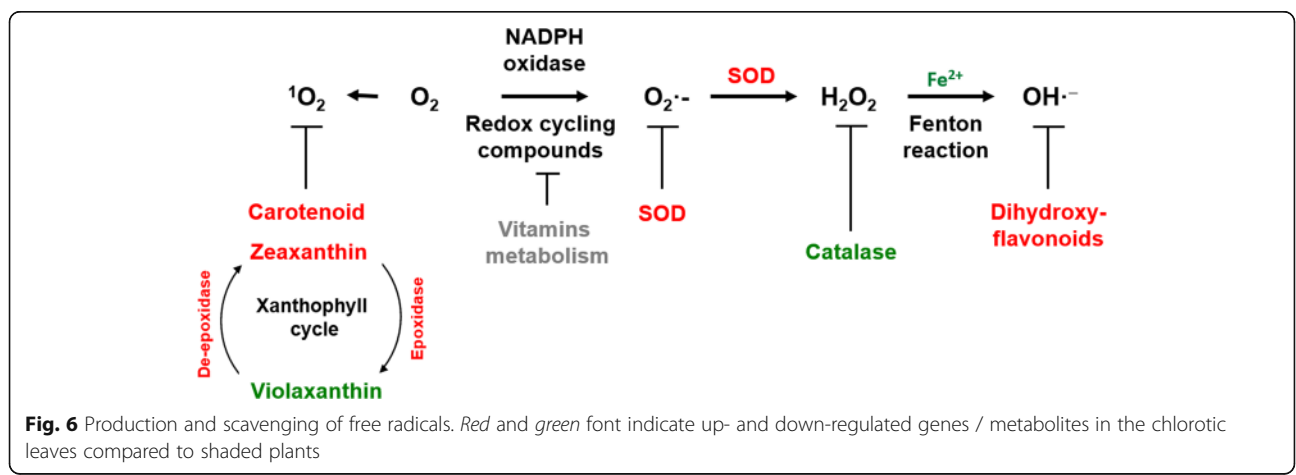 NADPH
oxidase
¹O₂
O₂
O₂·-
SOD
H₂O₂
Fe²⁺
OH·⁻
Redox cycling
compounds
Fenton
reaction
Carotenoid
Zeaxanthin
Vitamins
metabolism
SOD
Catalase
Dihydroxy-
flavonoids
De-epoxidase
Xanthophyll
cycle
Epoxidase
Violaxanthin
Fig. 6 Production and scavenging of free radicals. Red and green font indicate up- and down-regulated genes / metabolites in the chlorotic
leaves compared to shaded plants